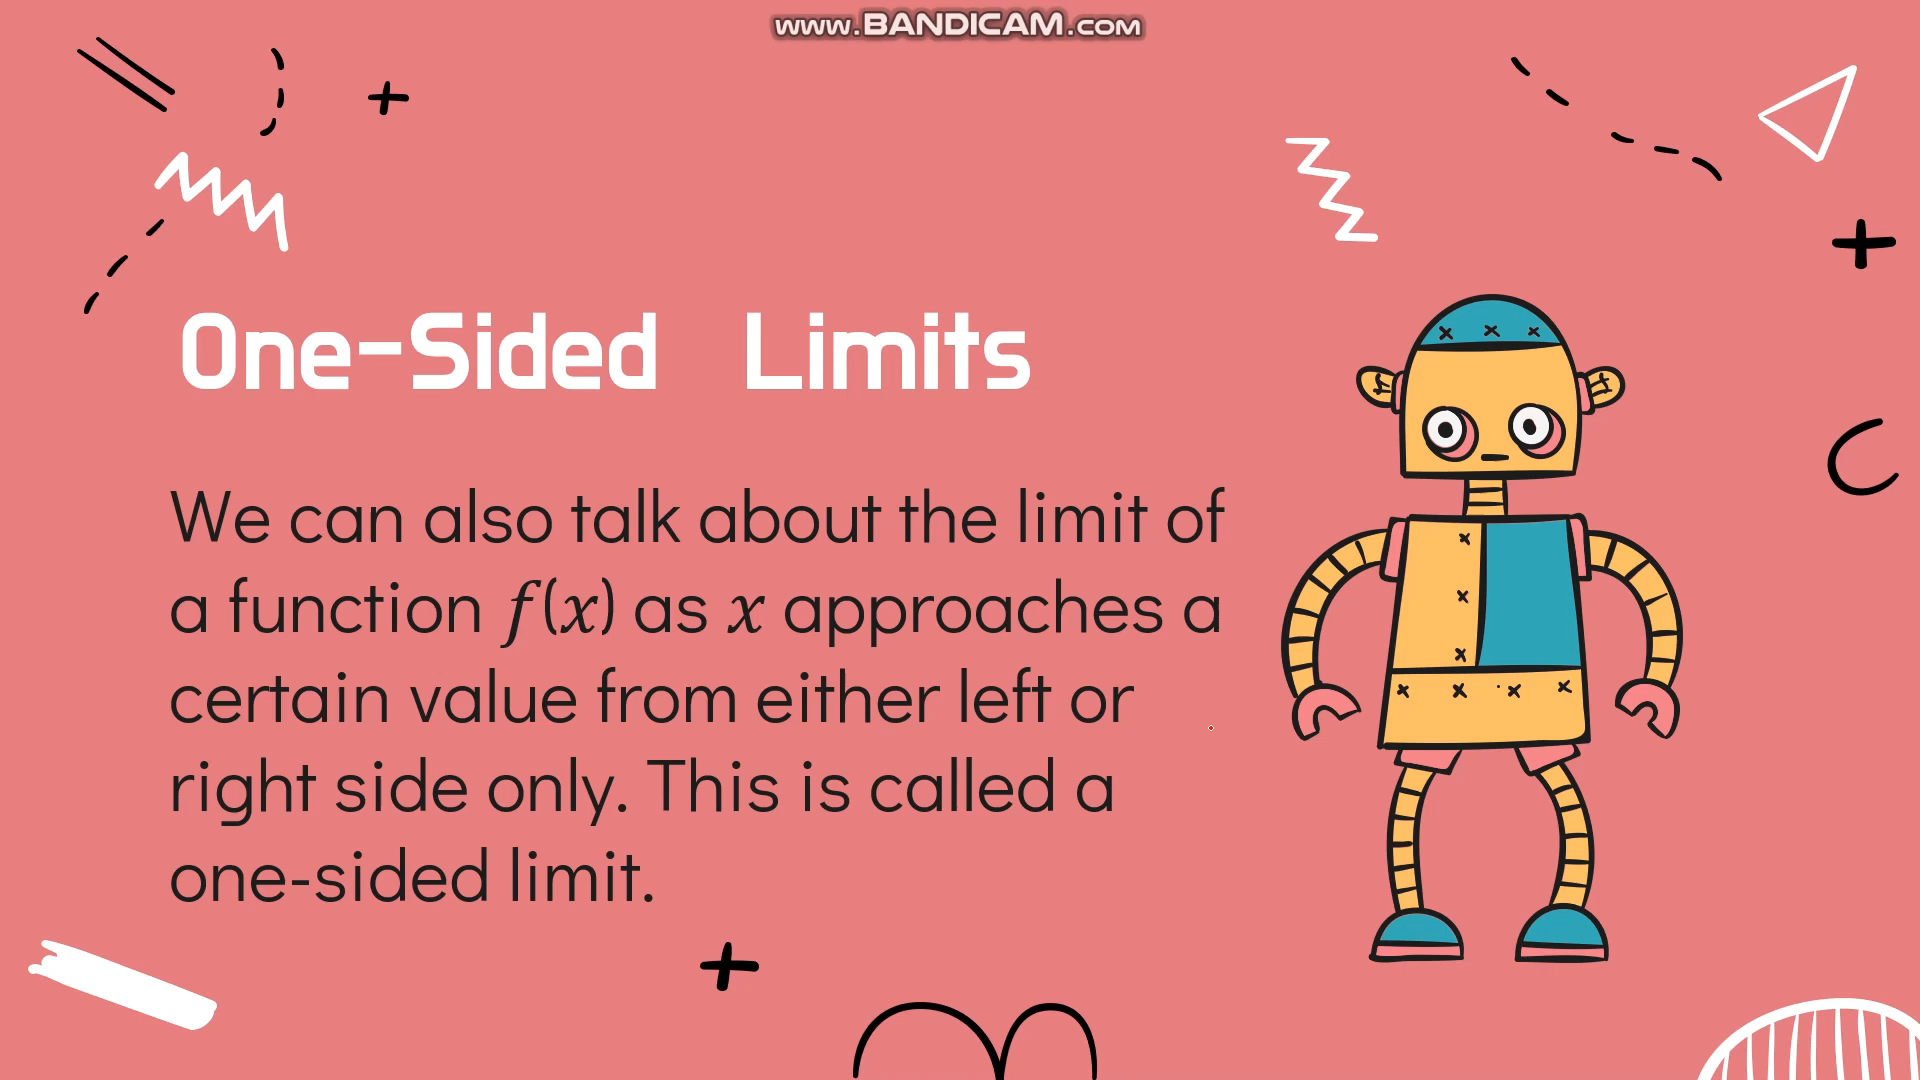 www.BANDICAM.com
One-Sided Limits
We can also talk about the limit of
a function f(x) as x approaches a
certain value from either left or
right side only. This is called a
one-sided limit.